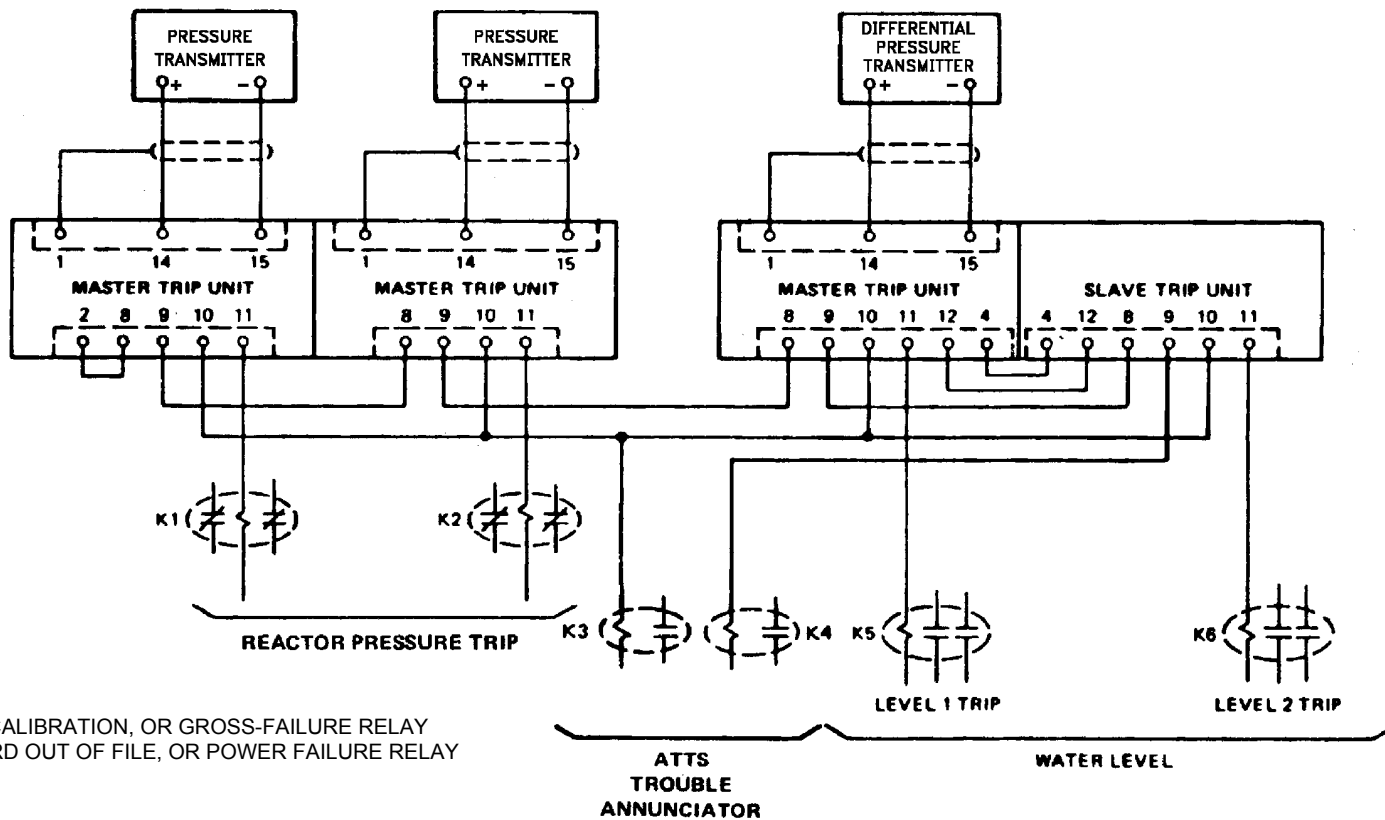 PRESSURE
TRANSMITTER
+ -
PRESSURE
TRANSMITTER
+ -
DIFFERENTIAL
PRESSURE
TRANSMITTER
+ -
1 14 15
MASTER TRIP UNIT
2 8 9 10 11
1 14 15
MASTER TRIP UNIT
8 9 10 11
1 14 15
MASTER TRIP UNIT
8 9 10 11 12 4
SLAVE TRIP UNIT
4 12 8 9 10 11
K1
K2
REACTOR PRESSURE TRIP
K3
K4
K5
K6
LEVEL 1 TRIP
LEVEL 2 TRIP
CALIBRATION, OR GROSS-FAILURE RELAY
RD OUT OF FILE, OR POWER FAILURE RELAY
ATTS
TROUBLE
ANNUNCIATOR
WATER LEVEL